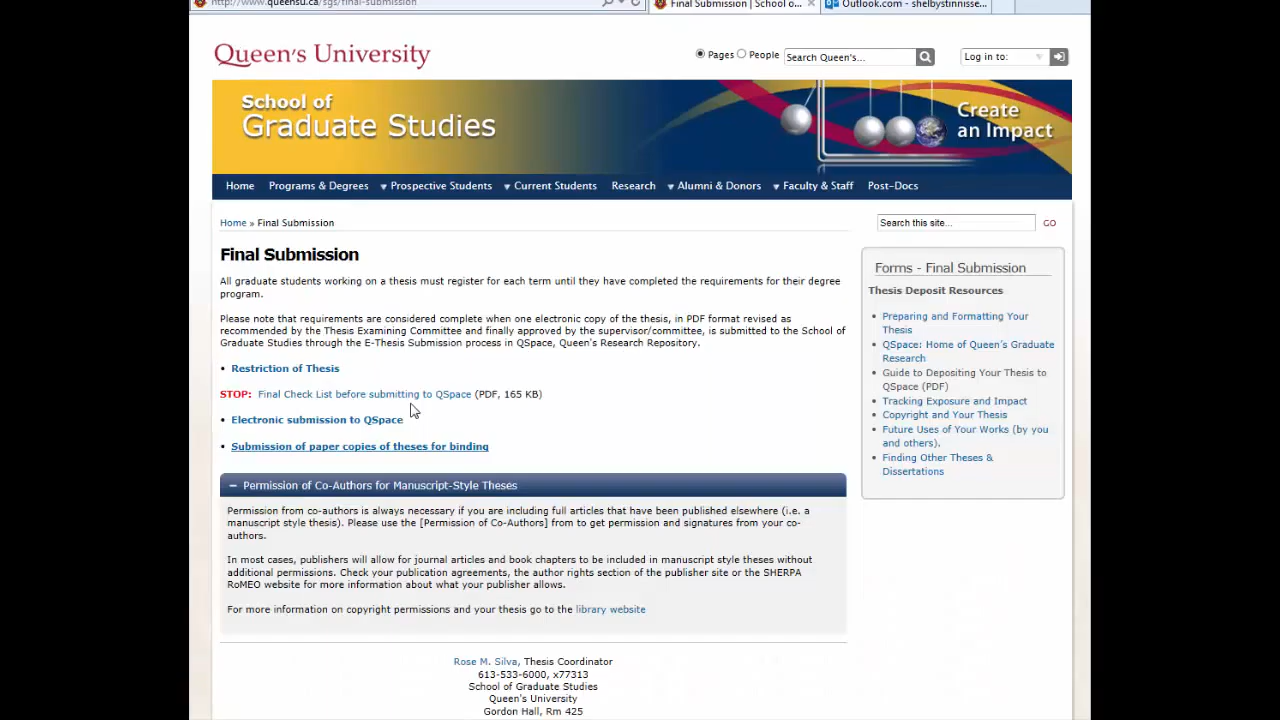 http://www.queensu.ca/sgs/final-submission
Final Submission | School o...
Outlook.com - shelbystinnisse...
Queen's University
Pages
People
Search Queen's...
Log in to:
School of
Graduate Studies
Create
an Impact
Home
Programs & Degrees
Prospective Students
Current Students
Research
Alumni & Donors
Faculty & Staff
Post-Docs
Home » Final Submission
Search this site...
GO
Final Submission
All graduate students working on a thesis must register for each term until they have completed the requirements for their degree
program.
Please note that requirements are considered complete when one electronic copy of the thesis, in PDF format revised as
recommended by the Thesis Examining Committee and finally approved by the supervisor/committee, is submitted to the School of
Graduate Studies through the E-Thesis Submission process in QSpace, Queen's Research Repository.
• Restriction of Thesis
STOP: Final Check List before submitting to QSpace (PDF, 165 KB)
• Electronic submission to QSpace
• Submission of paper copies of theses for binding
− Permission of Co-Authors for Manuscript-Style Theses
Permission from co-authors is always necessary if you are including full articles that have been published elsewhere (i.e. a
manuscript style thesis). Please use the [Permission of Co-Authors] from to get permission and signatures from your co-
authors.
In most cases, publishers will allow for journal articles and book chapters to be included in manuscript style theses without
additional permissions. Check your publication agreements, the author rights section of the publisher site or the SHERPA
RoMEO website for more information about what your publisher allows.
For more information on copyright permissions and your thesis go to the library website
Rose M. Silva, Thesis Coordinator
613-533-6000, x77313
School of Graduate Studies
Queen's University
Gordon Hall, Rm 425
Forms - Final Submission
Thesis Deposit Resources
• Preparing and Formatting Your
Thesis
• QSpace: Home of Queen's Graduate
Research
• Guide to Depositing Your Thesis to
QSpace (PDF)
• Tracking Exposure and Impact
• Copyright and Your Thesis
• Future Uses of Your Works (by you
and others).
• Finding Other Theses &
Dissertations